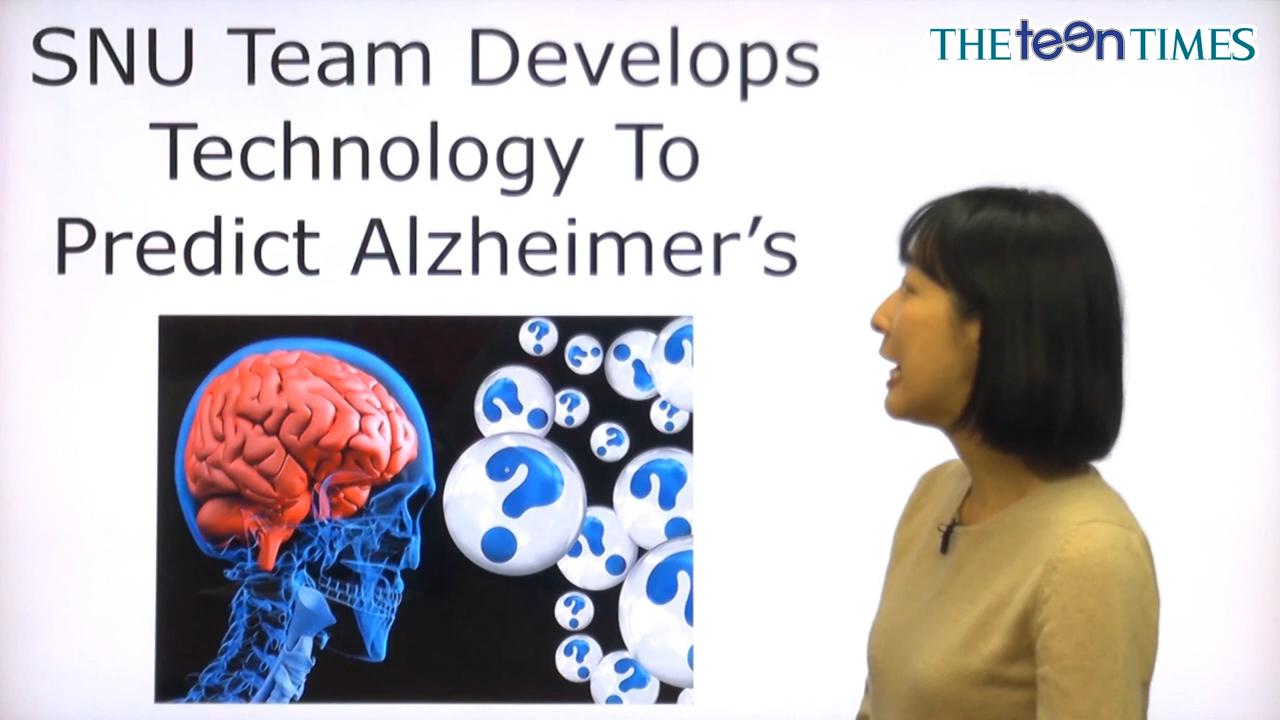 SNU Team Develops
Technology To
Predict Alzheimer’s
THE teen TIMES